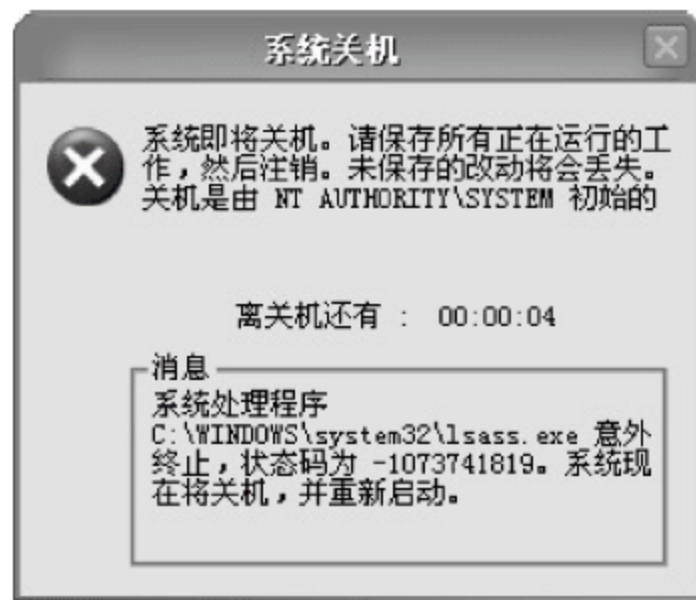 系统关机
系统即将关机。请保存所有正在运行的工
作，然后注销。未保存的改动将会丢失。
关机是由 NT AUTHORITY\SYSTEM 初始的
离关机还有 : 00:00:04
消息
系统处理程序
C:\WINDOWS\system32\lsass.exe 意外
终止，状态码为 -1073741819。系统现
在将关机，并重新启动。